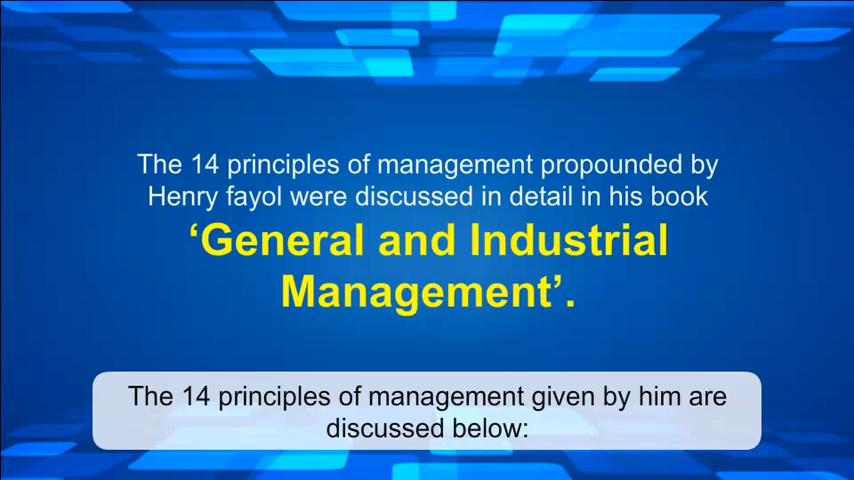 The 14 principles of management propounded by
Henry fayol were discussed in detail in his book
‘General and Industrial
Management’.
The 14 principles of management given by him are
discussed below: